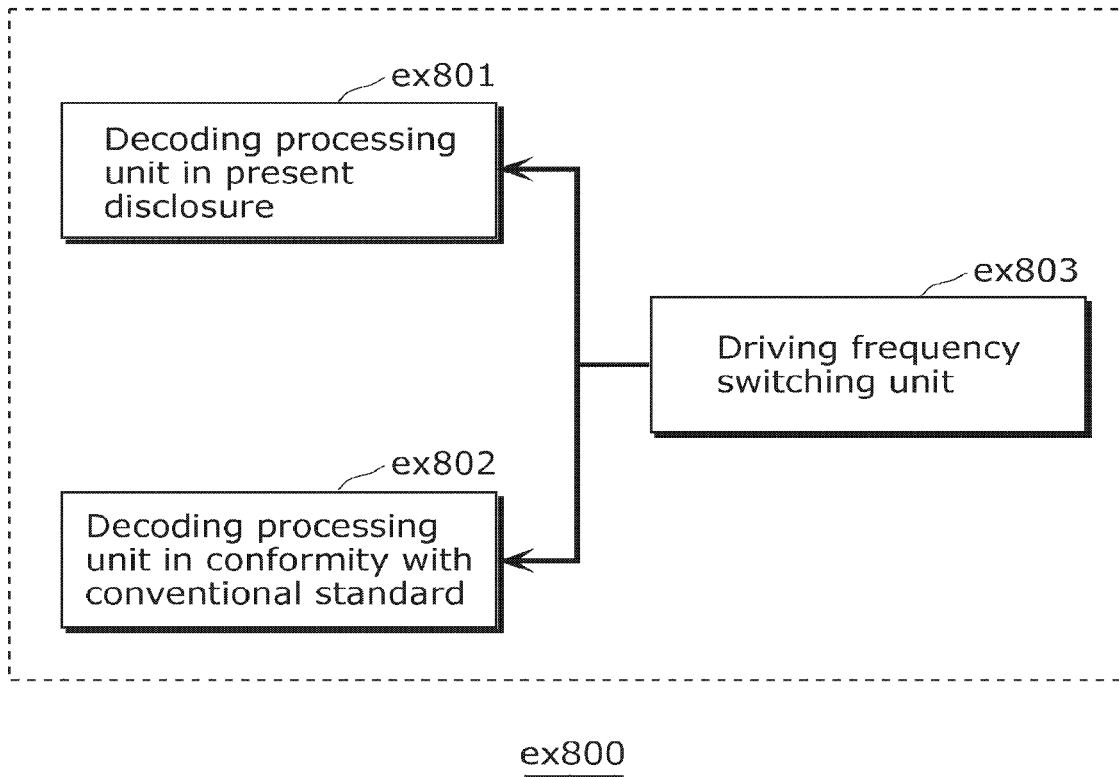 ex801
Decoding processing
unit in present
disclosure
ex803
Driving frequency
switching unit
ex802
Decoding processing
unit in conformity with
conventional standard
ex800